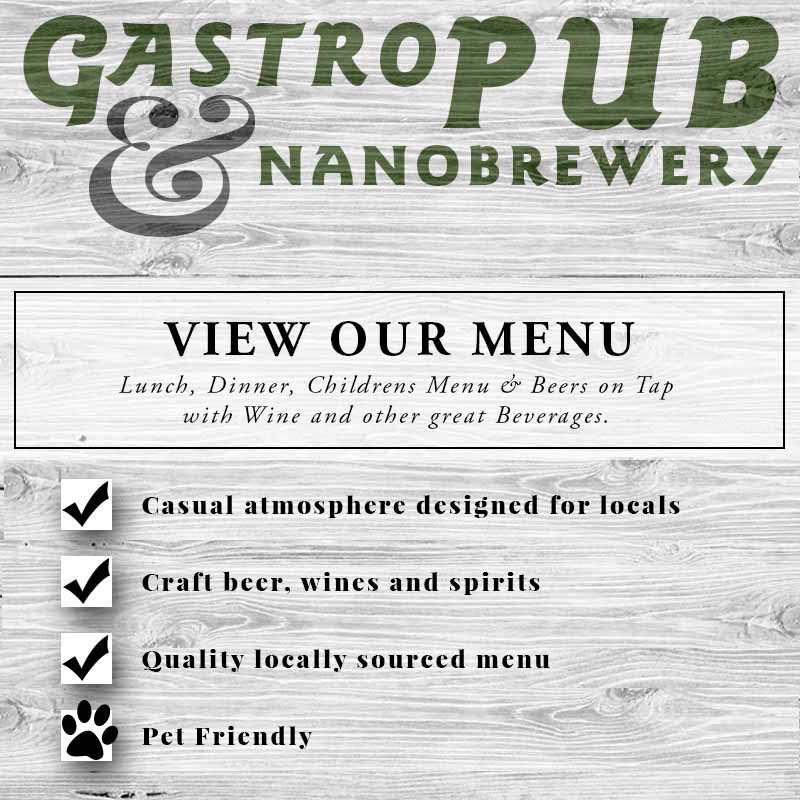 GASTROPUB
& NANOBREWERY
VIEW OUR MENU
Lunch, Dinner, Childrens Menu & Beers on Tap
with Wine and other great Beverages.
Casual atmosphere designed for locals
Craft beer, wines and spirits
Quality locally sourced menu
Pet Friendly